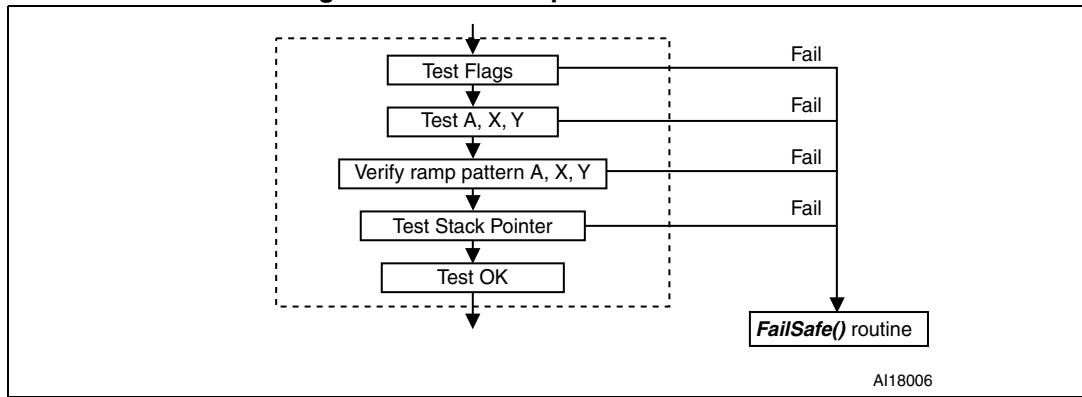 Test Flags
Fail
Test A, X, Y
Fail
Verify ramp pattern A, X, Y
Fail
Test Stack Pointer
Fail
Test OK
FailSafe() routine
AI18006